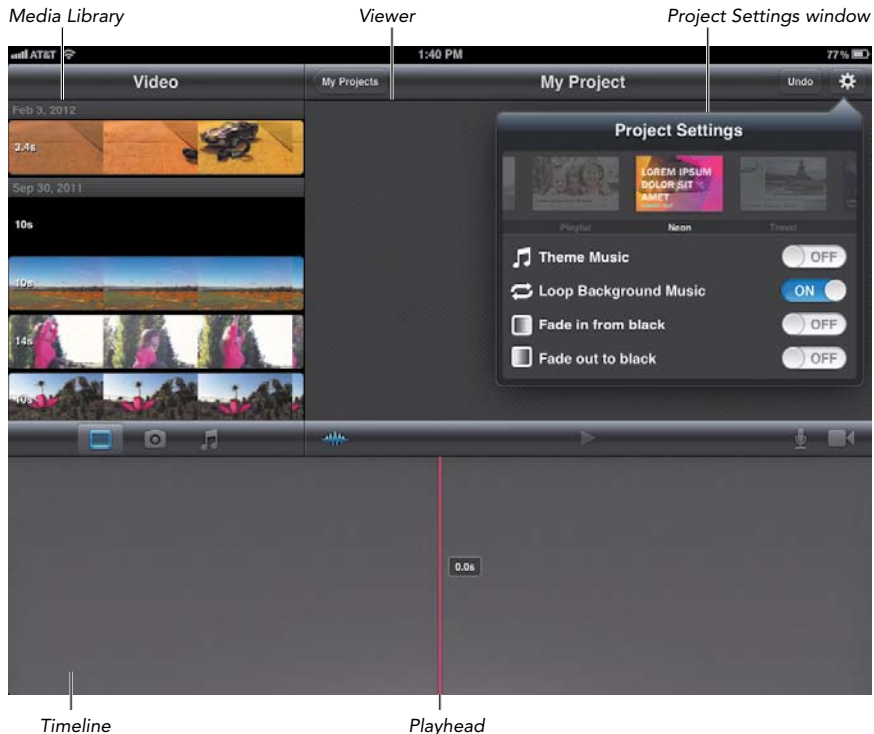 Media Library Viewer Project Settings window
AT&T 1:40 PM 77%
Video My Projects My Project Undo
Feb 3, 2012
3.4s
Sep 30, 2011
10s
10s
14s
10s
Project Settings
LOREM IPSUM
DOLOR SIT
AMET
Playful Neon Travel
Theme Music OFF
Loop Background Music ON
Fade in from black OFF
Fade out to black OFF
0.0s
Timeline Playhead